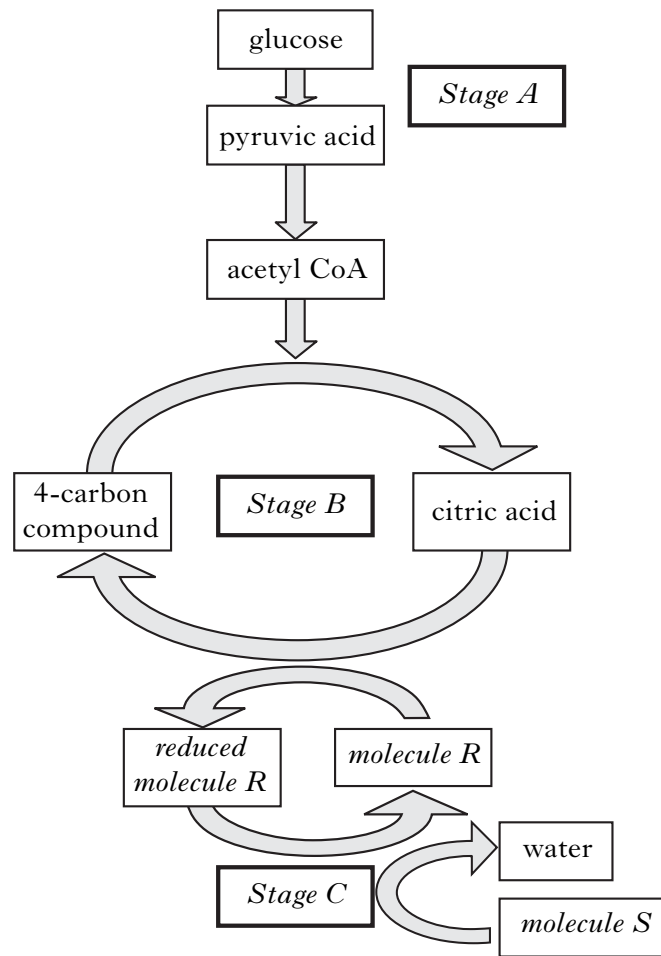 glucose
Stage A
pyruvic acid
acetyl CoA
4-carbon
compound
Stage B
citric acid
reduced
molecule R
molecule R
water
Stage C
molecule S